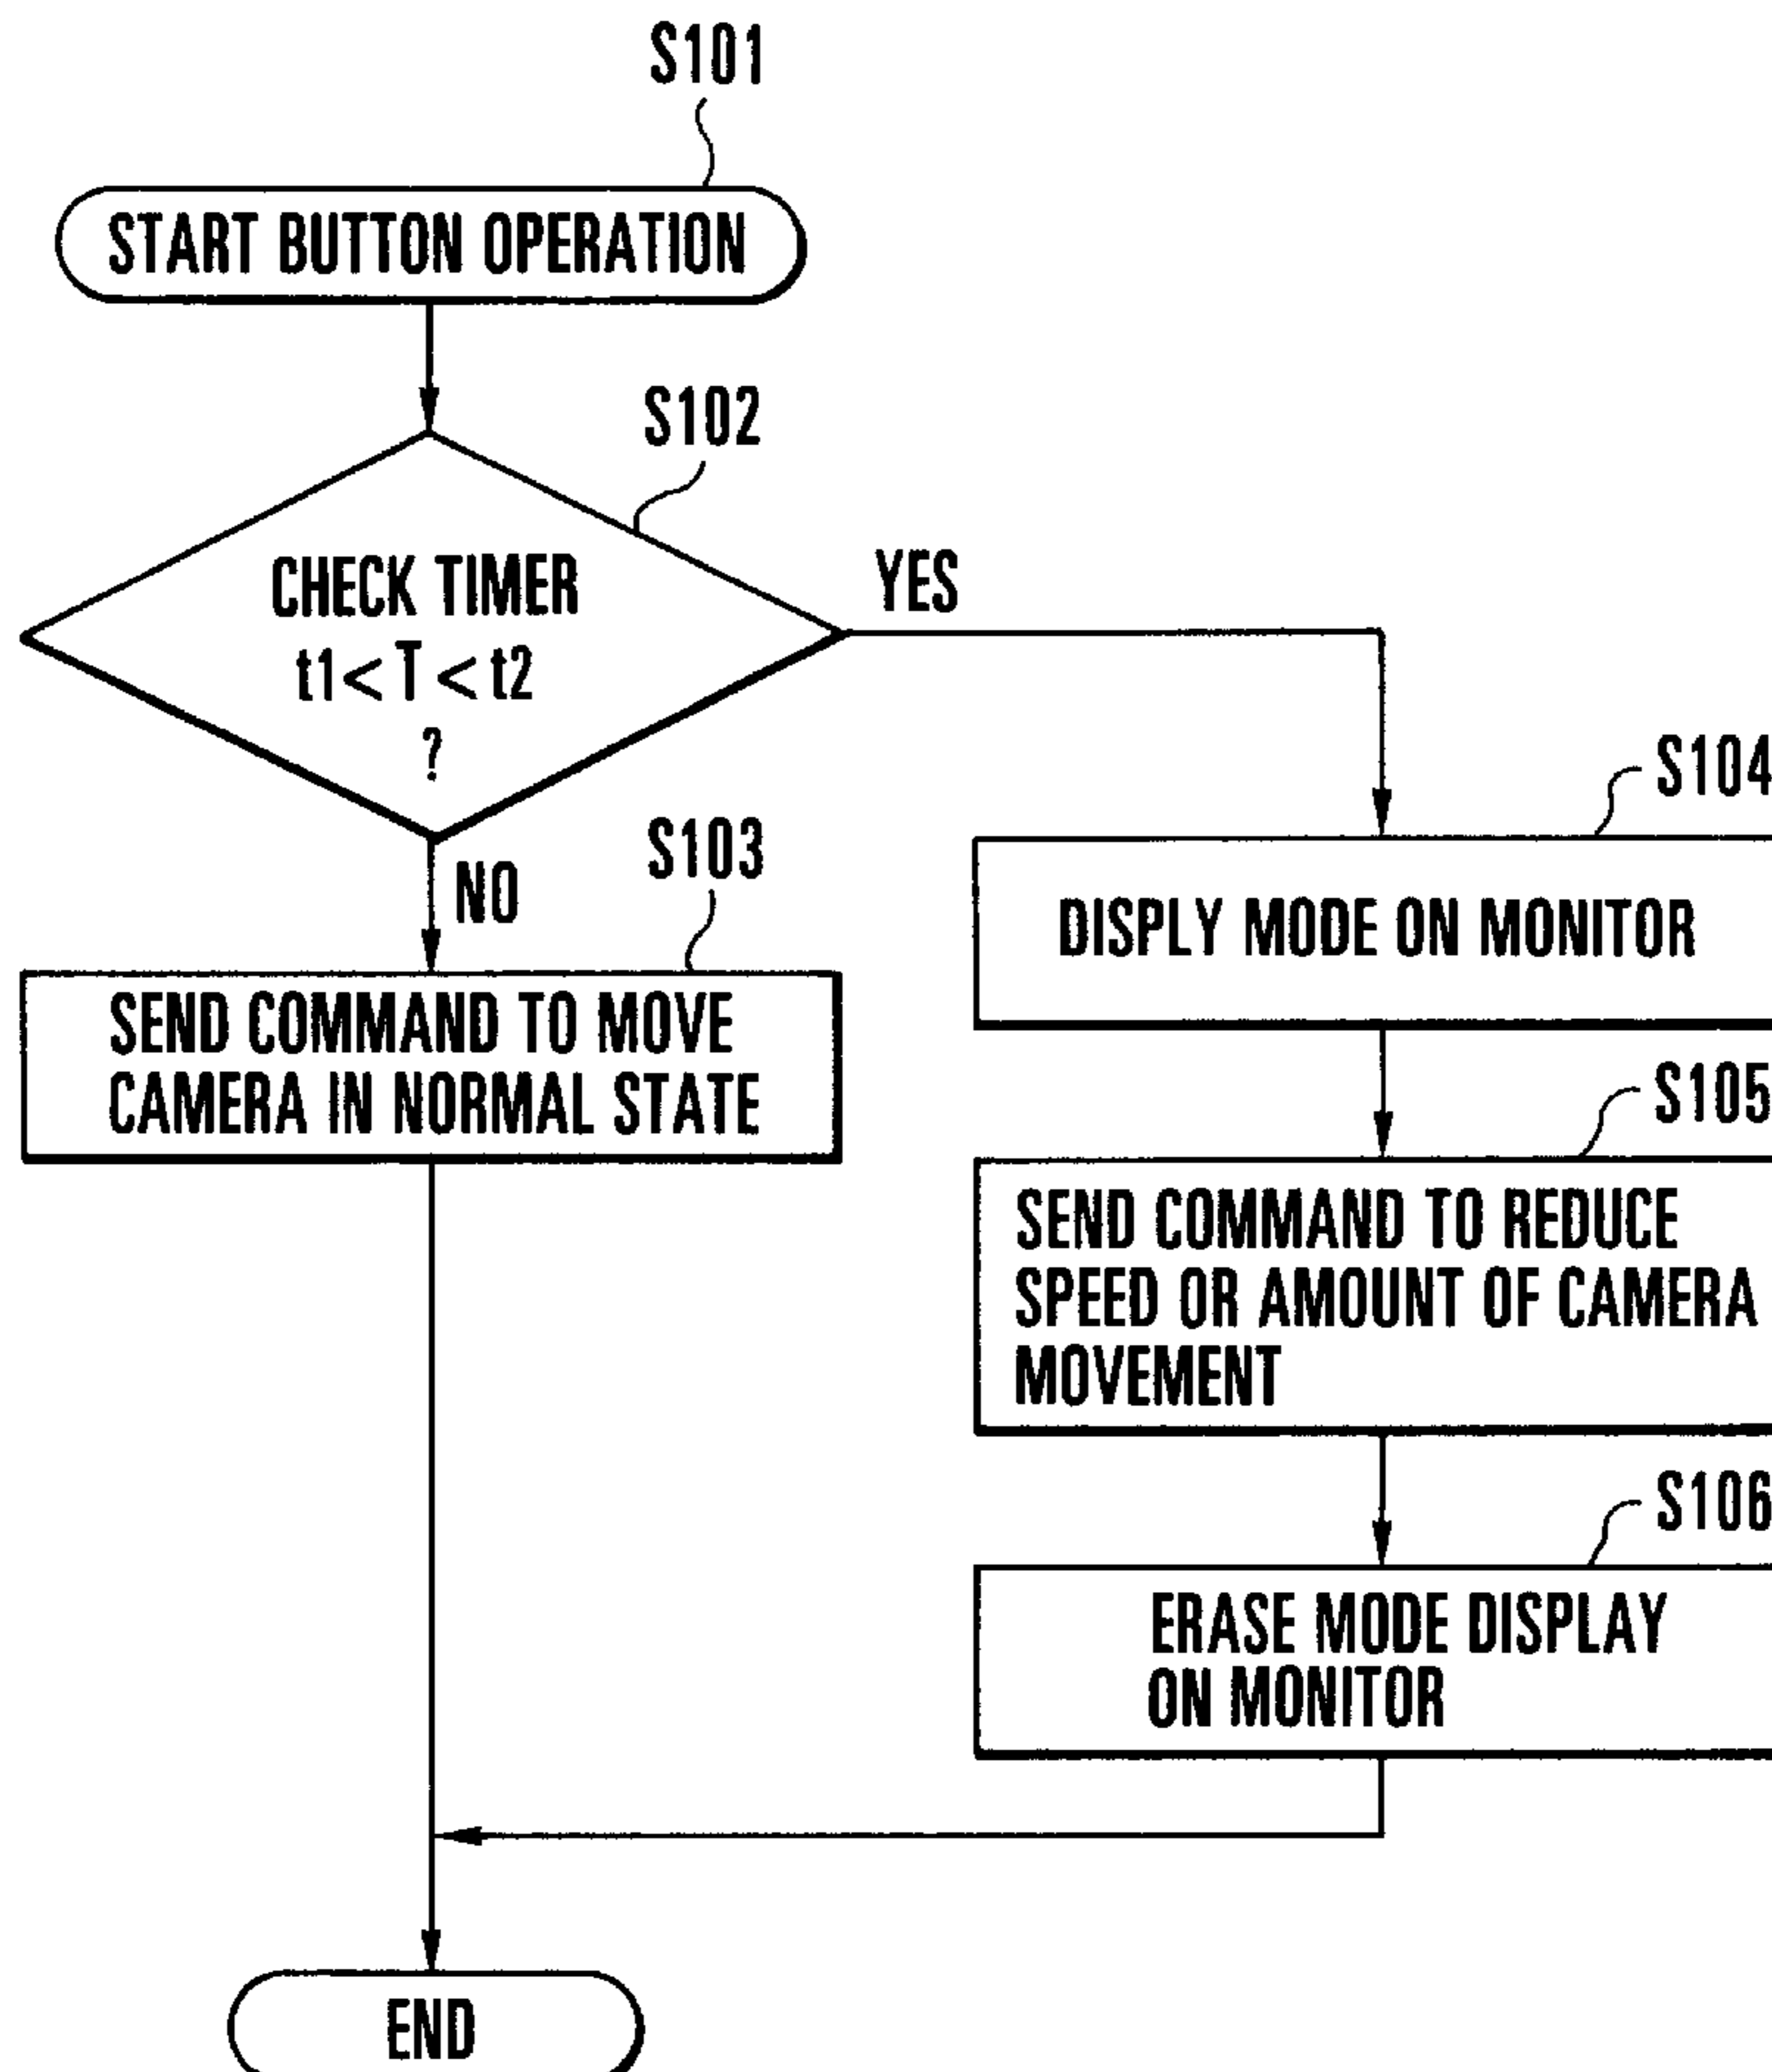 S101
START BUTTON OPERATION
S102
CHECK TIMER
t1 < T < t2
?
YES
NO
S103
SEND COMMAND TO MOVE
CAMERA IN NORMAL STATE
S104
DISPLY MODE ON MONITOR
S105
SEND COMMAND TO REDUCE
SPEED OR AMOUNT OF CAMERA
MOVEMENT
S106
ERASE MODE DISPLAY
ON MONITOR
END